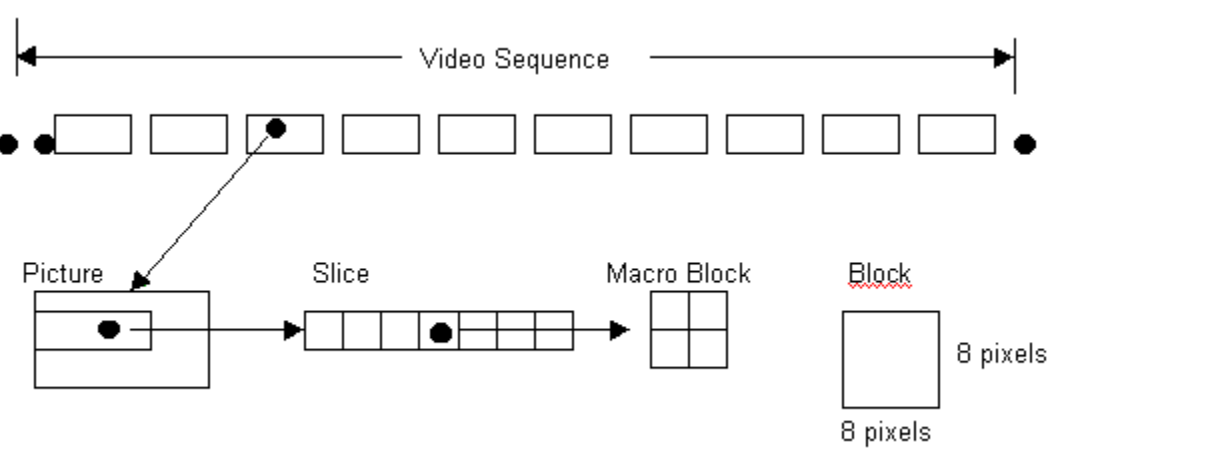 Video Sequence
Picture
Slice
Macro Block
Block
8 pixels
8 pixels